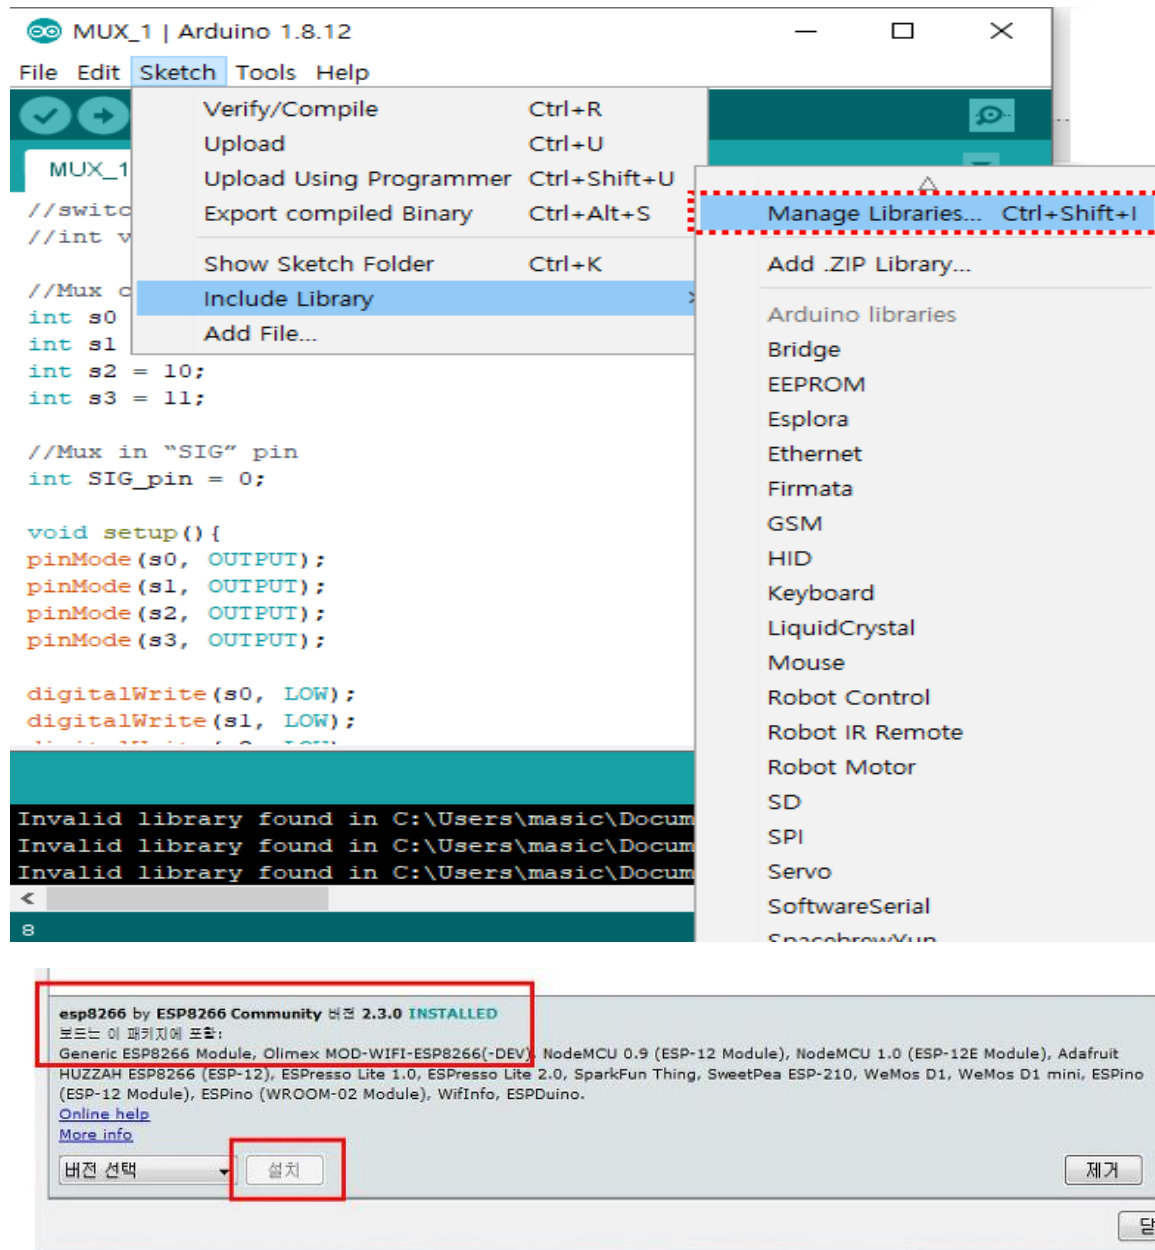 MUX_1 | Arduino 1.8.12
File Edit Sketch Tools Help
Verify/Compile Ctrl+R
Upload Ctrl+U
Upload Using Programmer Ctrl+Shift+U
Export compiled Binary Ctrl+Alt+S
Show Sketch Folder Ctrl+K
Include Library
Add File...
Manage Libraries... Ctrl+Shift+I
Add .ZIP Library...
Arduino libraries
Bridge
EEPROM
Esplora
Ethernet
Firmata
GSM
HID
Keyboard
LiquidCrystal
Mouse
Robot Control
Robot IR Remote
Robot Motor
SD
SPI
Servo
SoftwareSerial
SpacebrewYun
MUX_1
//switc
//int v
//Mux c
int s0
int s1
int s2 = 10;
int s3 = 11;
//Mux in “SIG” pin
int SIG_pin = 0;
void setup(){
pinMode(s0, OUTPUT);
pinMode(s1, OUTPUT);
pinMode(s2, OUTPUT);
pinMode(s3, OUTPUT);
digitalWrite(s0, LOW);
digitalWrite(s1, LOW);
Invalid library found in C:\Users\masic\Docum
Invalid library found in C:\Users\masic\Docum
Invalid library found in C:\Users\masic\Docum
8
esp8266 by ESP8266 Community 버전 2.3.0 INSTALLED
보드는 이 패키지에 포함:
Generic ESP8266 Module, Olimex MOD-WIFI-ESP8266(-DEV), NodeMCU 0.9 (ESP-12 Module), NodeMCU 1.0 (ESP-12E Module), Adafruit
HUZZAH ESP8266 (ESP-12), ESPresso Lite 1.0, ESPresso Lite 2.0, SparkFun Thing, SweetPea ESP-210, WeMos D1, WeMos D1 mini, ESPino
(ESP-12 Module), ESPino (WROOM-02 Module), WifInfo, ESPDuino.
Online help
More info
버전 선택 설치 제거